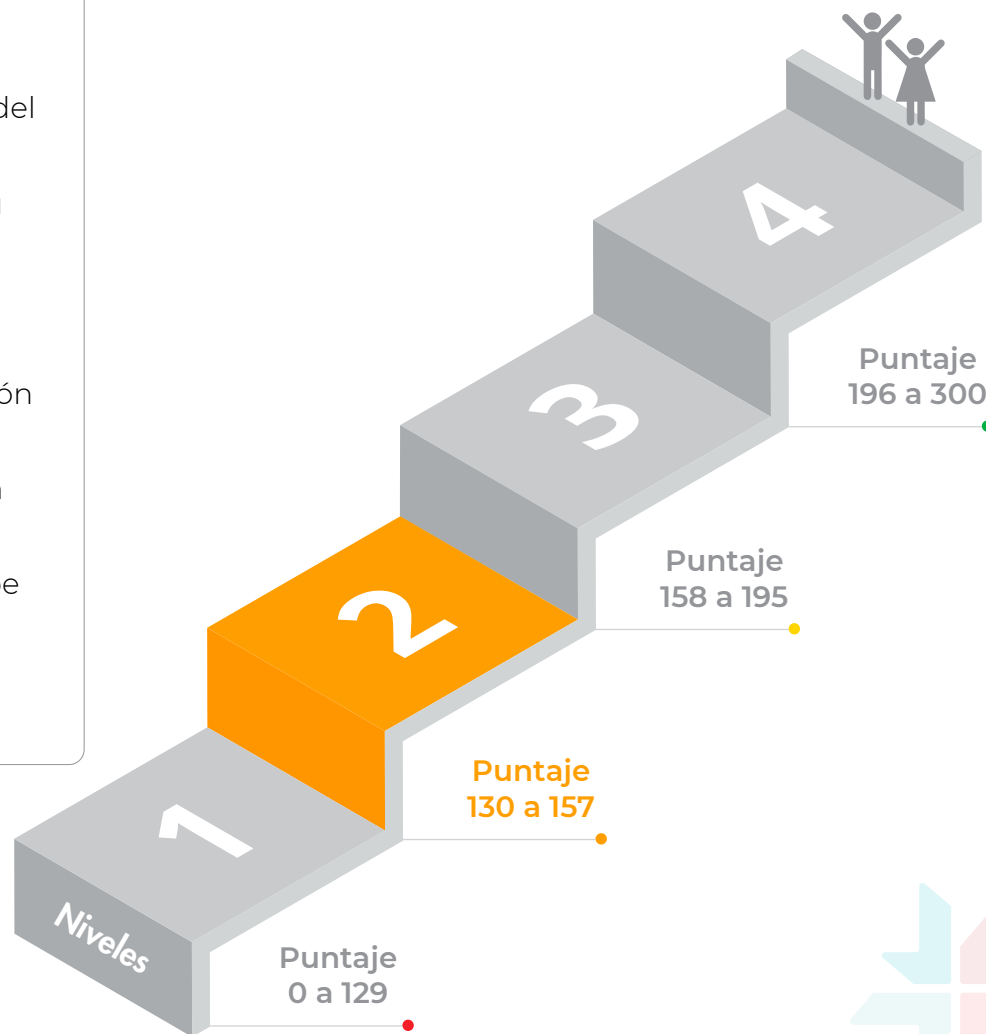 del
ón
4
Puntaje
196 a 300
3
Puntaje
158 a 195
2
Puntaje
130 a 157
1
Niveles
Puntaje
0 a 129